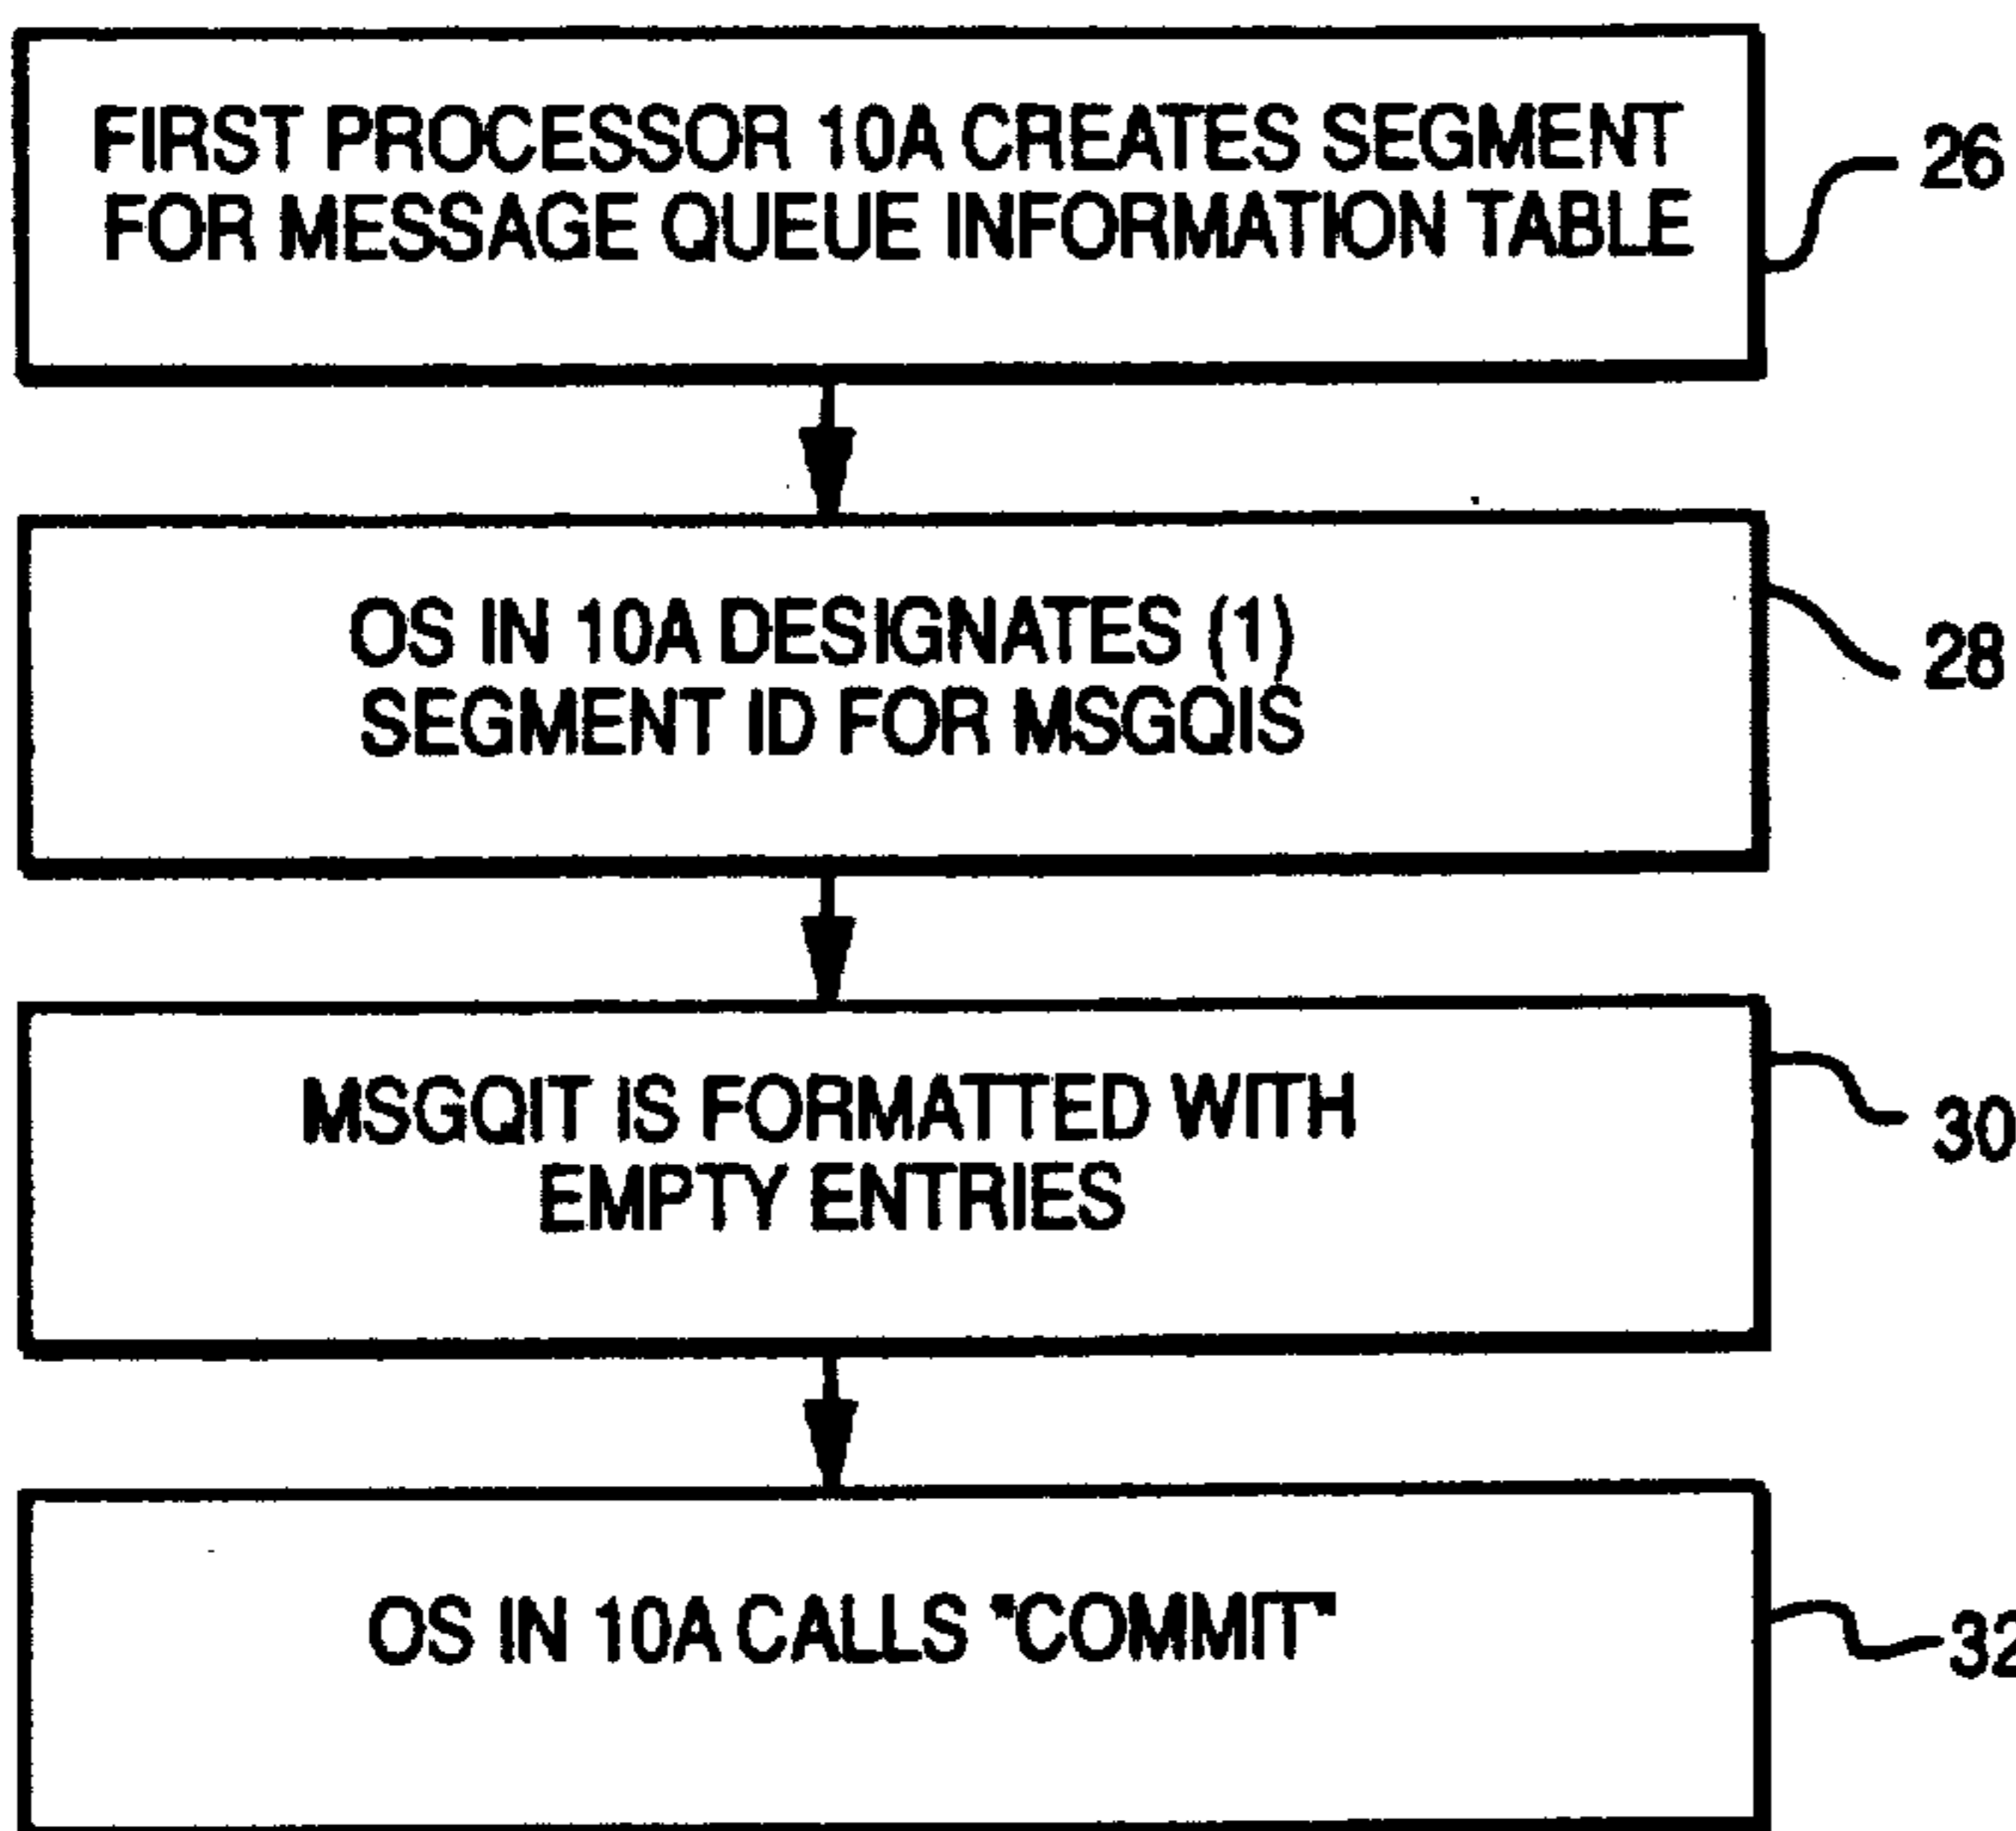 FIRST PROCESSOR 10A CREATES SEGMENT
FOR MESSAGE QUEUE INFORMATION TABLE
26
OS IN 10A DESIGNATES (1)
SEGMENT ID FOR MSGQIS
28
MSGQIT IS FORMATTED WITH
EMPTY ENTRIES
30
OS IN 10A CALLS "COMMIT"
32